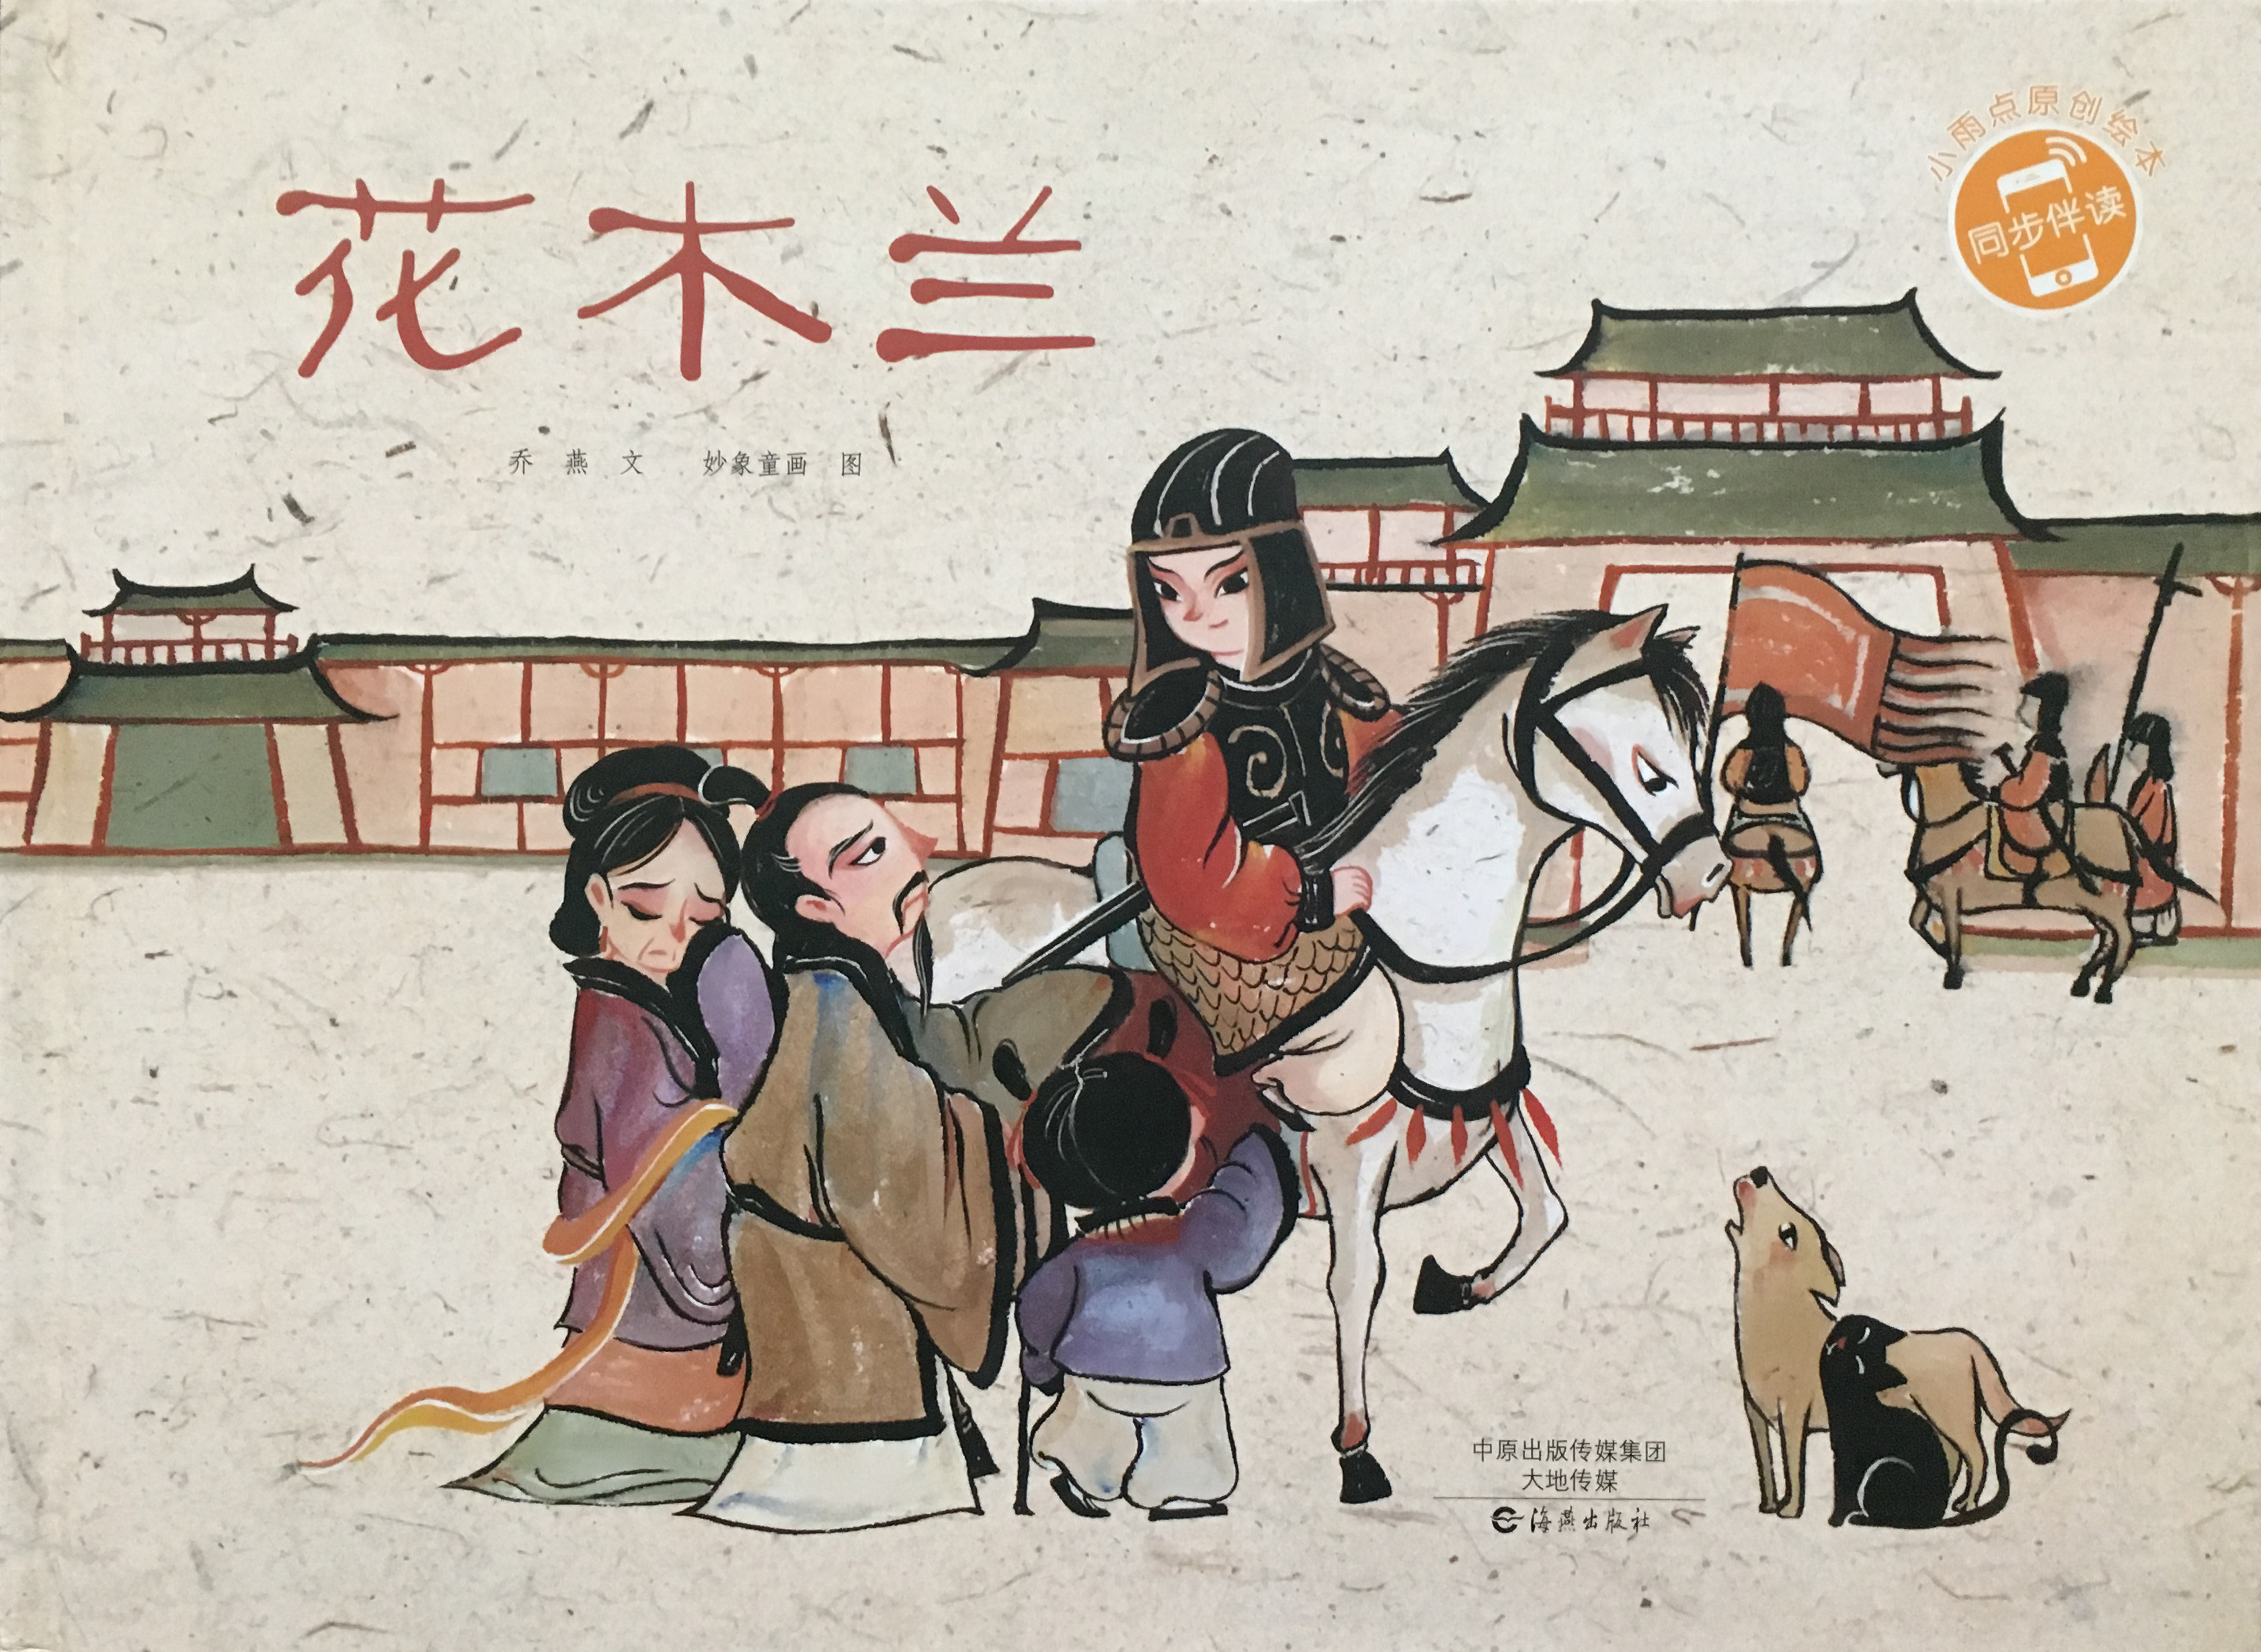 小雨点原创绘本
同步伴读
花木兰
乔燕 文 妙象童画 图
中原出版传媒集团
大地传媒
海燕出版社